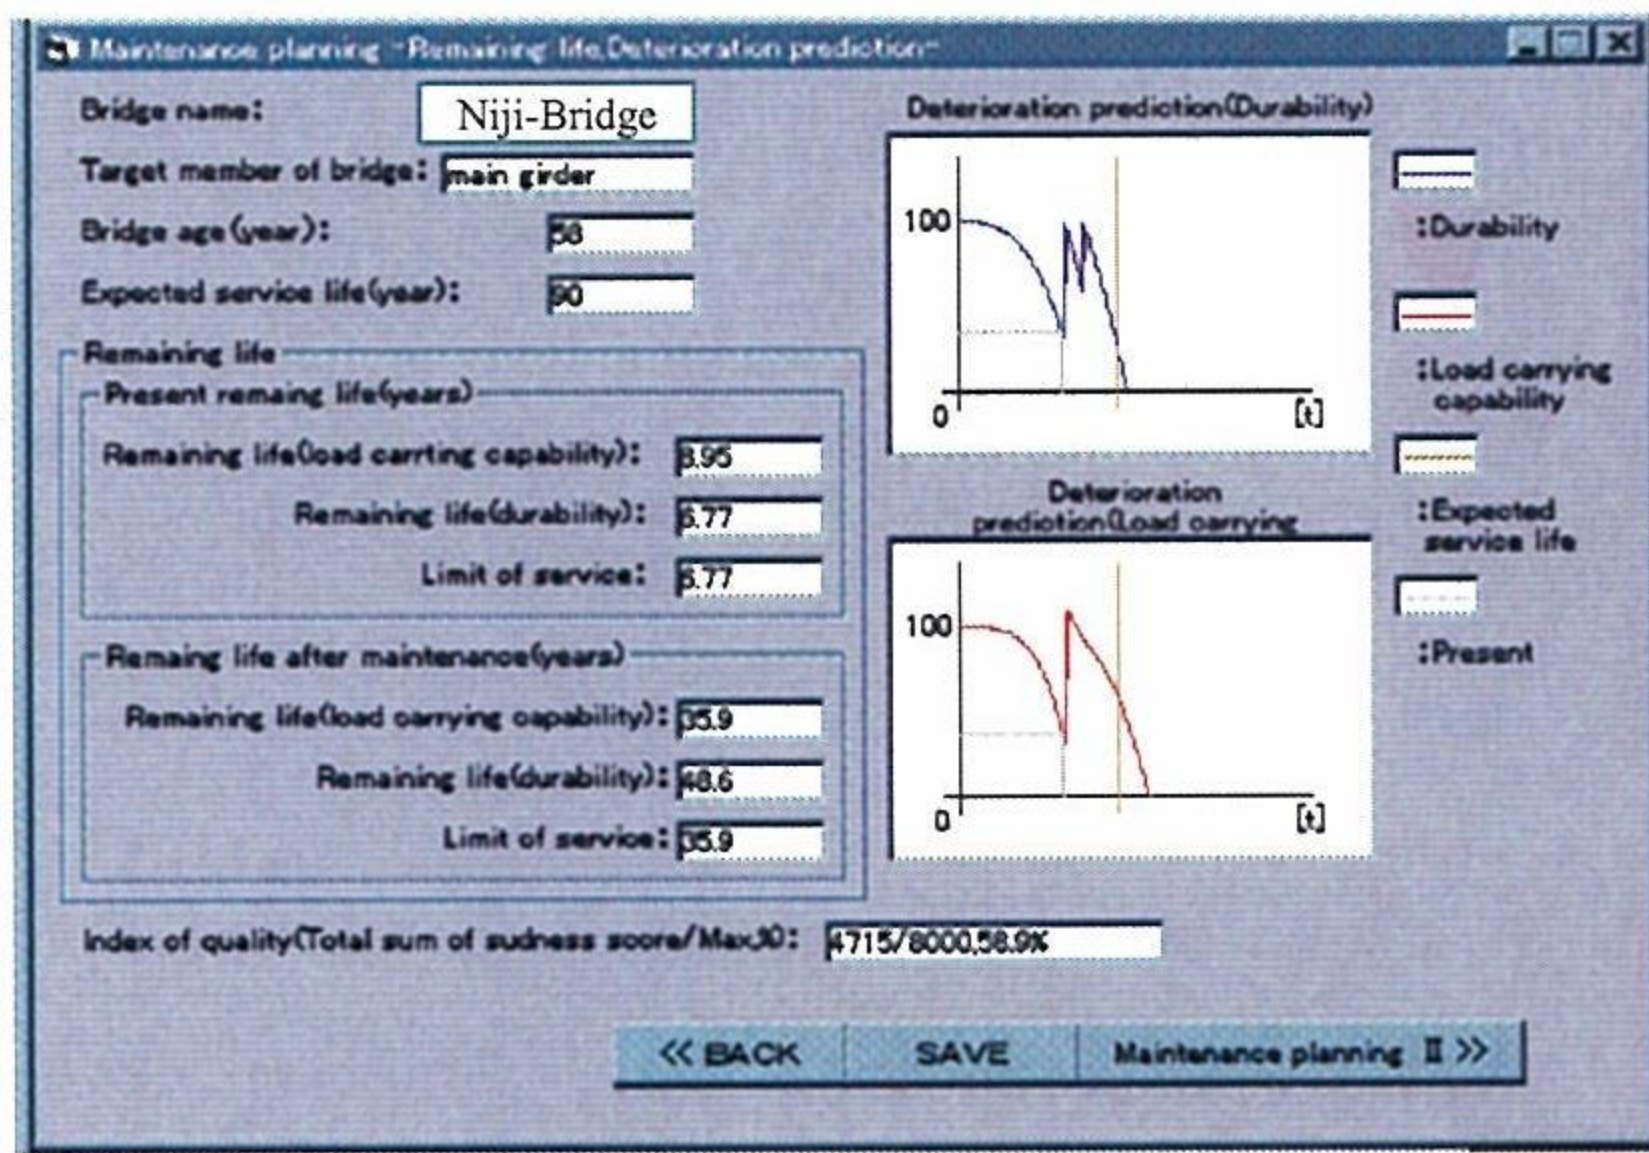 Maintenance planning -Remaining life,Deterioration prediction-
Bridge name:
Niji-Bridge
Target member of bridge:
main girder
Bridge age(year):
58
Expected service life(year):
90
Remaining life
Present remaing life(years)
Remaining life(load carrting capability):
8.95
Remaining life(durability):
6.77
Limit of service:
6.77
Remaing life after maintenance(years)
Remaining life(load carrying capability):
35.9
Remaining life(durability):
48.6
Limit of service:
35.9
Deterioration prediction(Durability)
100
0
[t]
Deterioration
prediction(Load carrying
100
0
[t]
:Durability
:Load carrying
capability
:Expected
service life
:Present
Index of quality(Total sum of sudness score/Max,%):
4715/8000,58.9%
<< BACK
SAVE
Maintenance planning Ⅱ >>